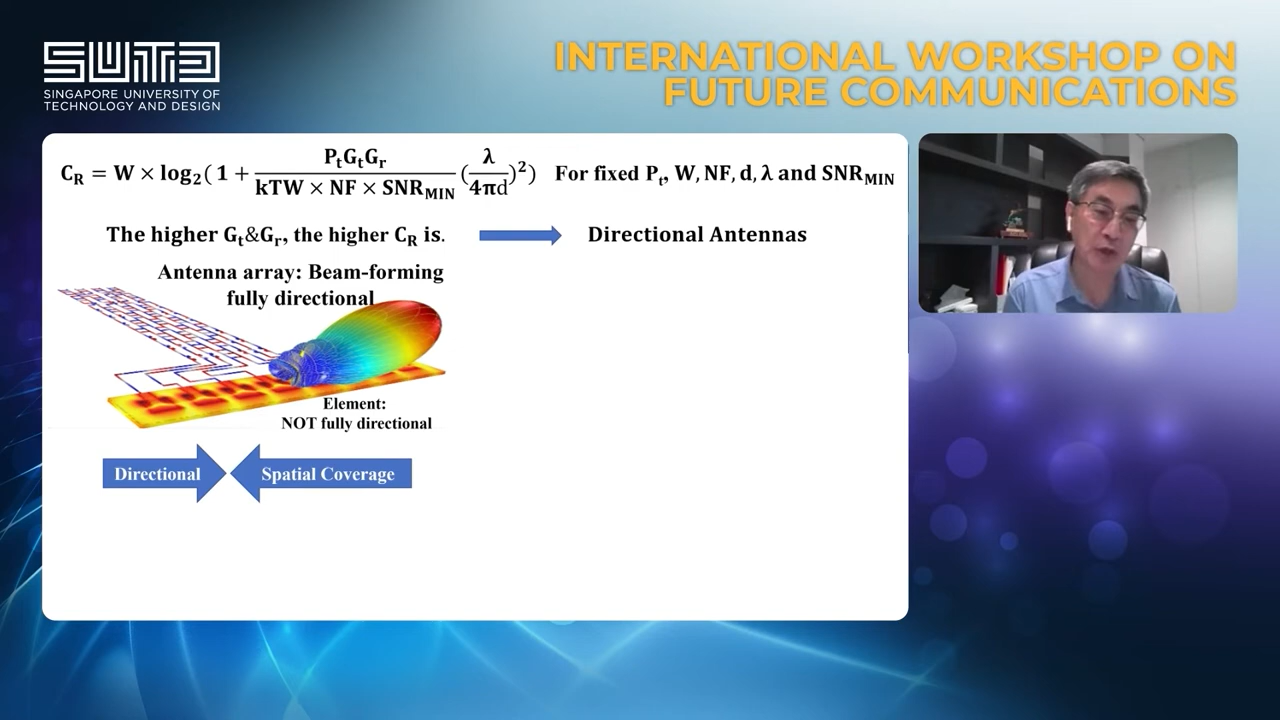 SUTD
SINGAPORE UNIVERSITY OF
TECHNOLOGY AND DESIGN
INTERNATIONAL WORKSHOP ON
FUTURE COMMUNICATIONS
C_R = W × log₂( 1 + P_tG_tG_r / kTW × NF × SNR_MIN (λ / 4πd)²) For fixed P_t, W, NF, d, λ and SNR_MIN
The higher G_t&G_r, the higher C_R is.
Directional Antennas
Antenna array: Beam-forming
fully directional
Element:
NOT fully directional
Directional
Spatial Coverage